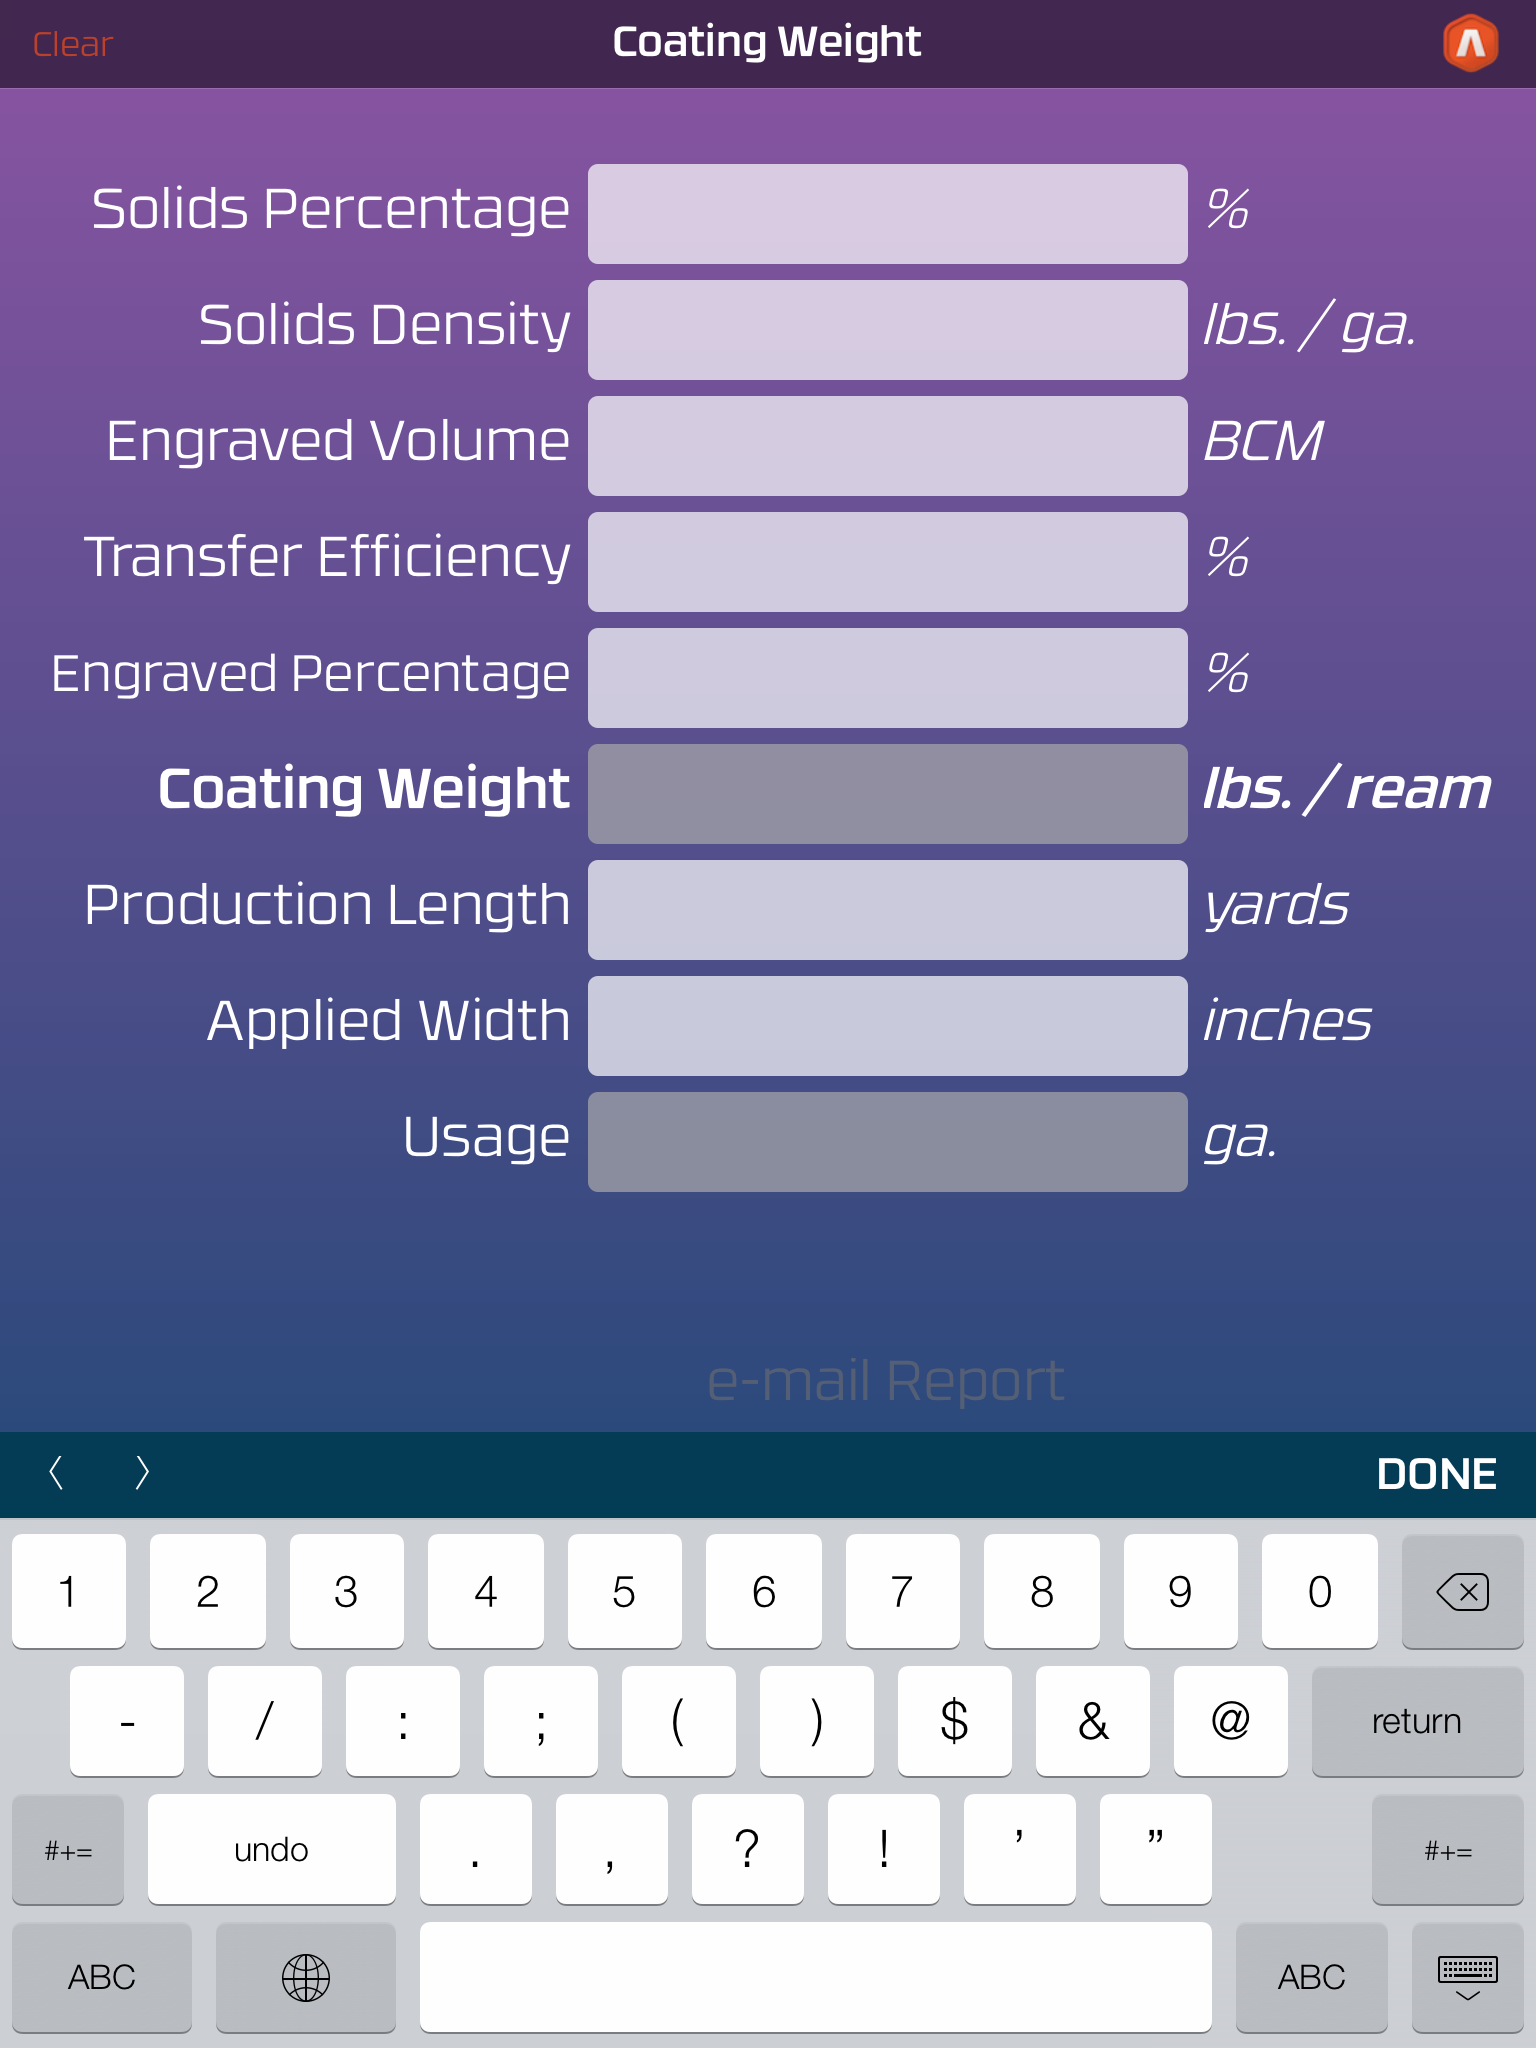 Clear Coating Weight
Solids Percentage %
Solids Density lbs. / ga.
Engraved Volume BCM
Transfer Efficiency %
Engraved Percentage %
Coating Weight lbs. / ream
Production Length yards
Applied Width inches
Usage ga.
e-mail Report
DONE
1 2 3 4 5 6 7 8 9 0
- / : ; ( ) $ & @ return
#+= undo . , ? ! ’ ” #+=
ABC ABC